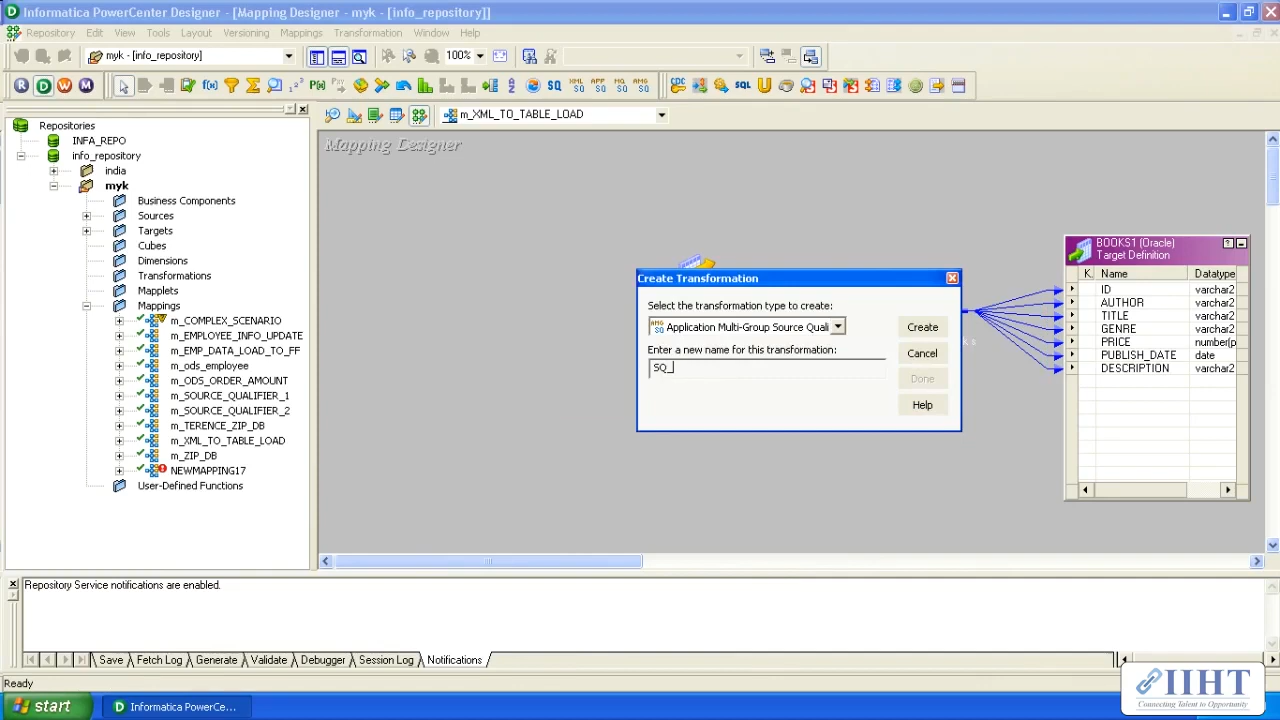 Informatica PowerCenter Designer - [Mapping Designer - myk - [info_repository]]
Repository Edit View Tools Layout Versioning Mappings Transformation Window Help
myk - [info_repository]
100%
m_XML_TO_TABLE_LOAD
Repositories
INFA_REPO
info_repository
india
myk
Business Components
Sources
Targets
Cubes
Dimensions
Transformations
Mapplets
Mappings
m_COMPLEX_SCENARIO
m_EMPLOYEE_INFO_UPDATE
m_EMP_DATA_LOAD_TO_FF
m_ods_employee
m_ODS_ORDER_AMOUNT
m_SOURCE_QUALIFIER_1
m_SOURCE_QUALIFIER_2
m_TERENCE_ZIP_DB
m_XML_TO_TABLE_LOAD
m_ZIP_DB
NEWMAPPING17
User-Defined Functions
Mapping Designer
Create Transformation
Select the transformation type to create:
Application Multi-Group Source Quali
Enter a new name for this transformation:
SQ_
Create
Cancel
Done
Help
BOOKS1 (Oracle)
Target Definition
K. Name Datatype
ID varchar2
AUTHOR varchar2
TITLE varchar2
GENRE varchar2
PRICE number(p
PUBLISH_DATE date
DESCRIPTION varchar2
Repository Service notifications are enabled.
Save Fetch Log Generate Validate Debugger Session Log Notifications
Ready
start
Informatica PowerCe...
IIHT
Connecting Talent to Opportunity